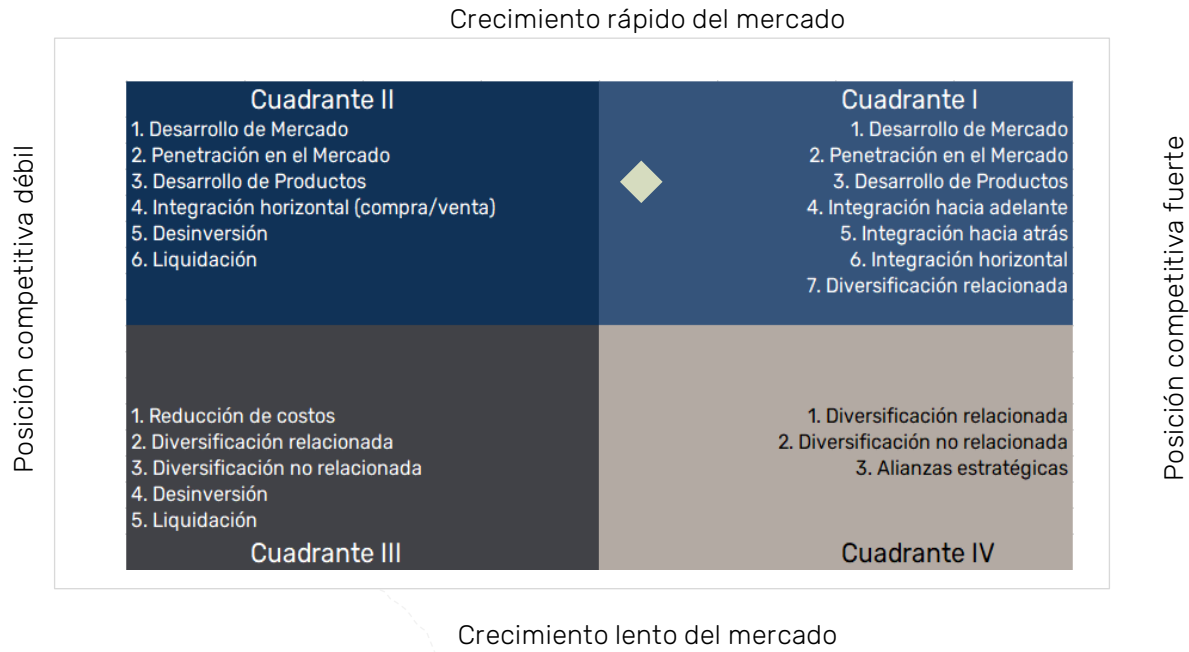 Crecimiento rápido del mercado
Posición competitiva débil
Cuadrante II
1. Desarrollo de Mercado
2. Penetración en el Mercado
3. Desarrollo de Productos
4. Integración horizontal (compra/venta)
5. Desinversión
6. Liquidación
Cuadrante I
1. Desarrollo de Mercado
2. Penetración en el Mercado
3. Desarrollo de Productos
4. Integración hacia adelante
5. Integración hacia atrás
6. Integración horizontal
7. Diversificación relacionada
Posición competitiva fuerte
1. Reducción de costos
2. Diversificación relacionada
3. Diversificación no relacionada
4. Desinversión
5. Liquidación
Cuadrante III
1. Diversificación relacionada
2. Diversificación no relacionada
3. Alianzas estratégicas
Cuadrante IV
Crecimiento lento del mercado